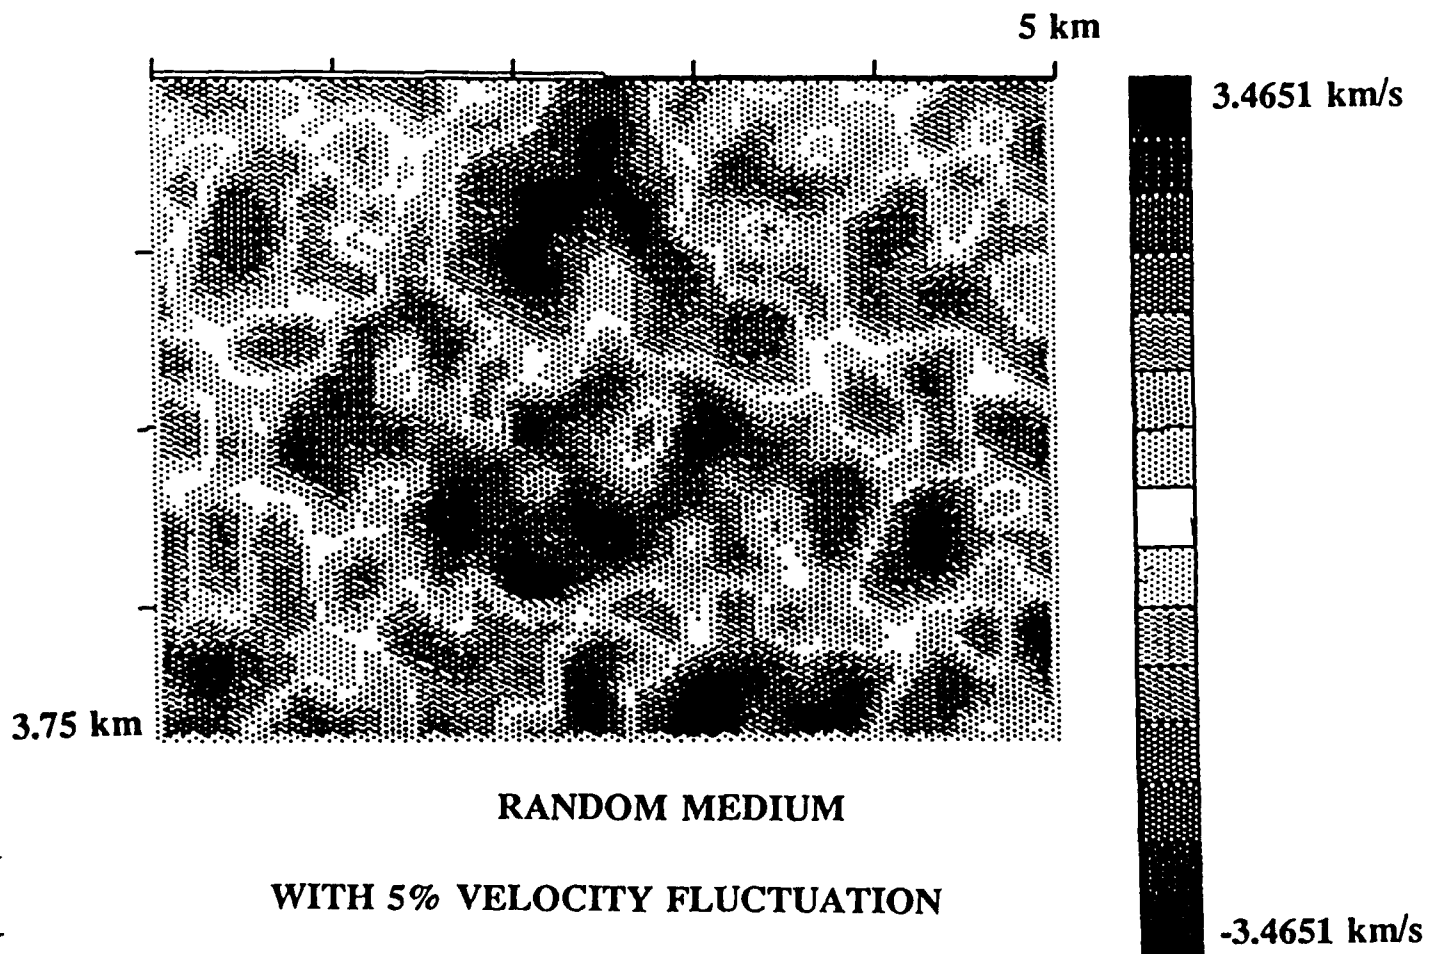 5 km
3.4651 km/s
3.75 km
RANDOM MEDIUM
WITH 5% VELOCITY FLUCTUATION
-3.4651 km/s